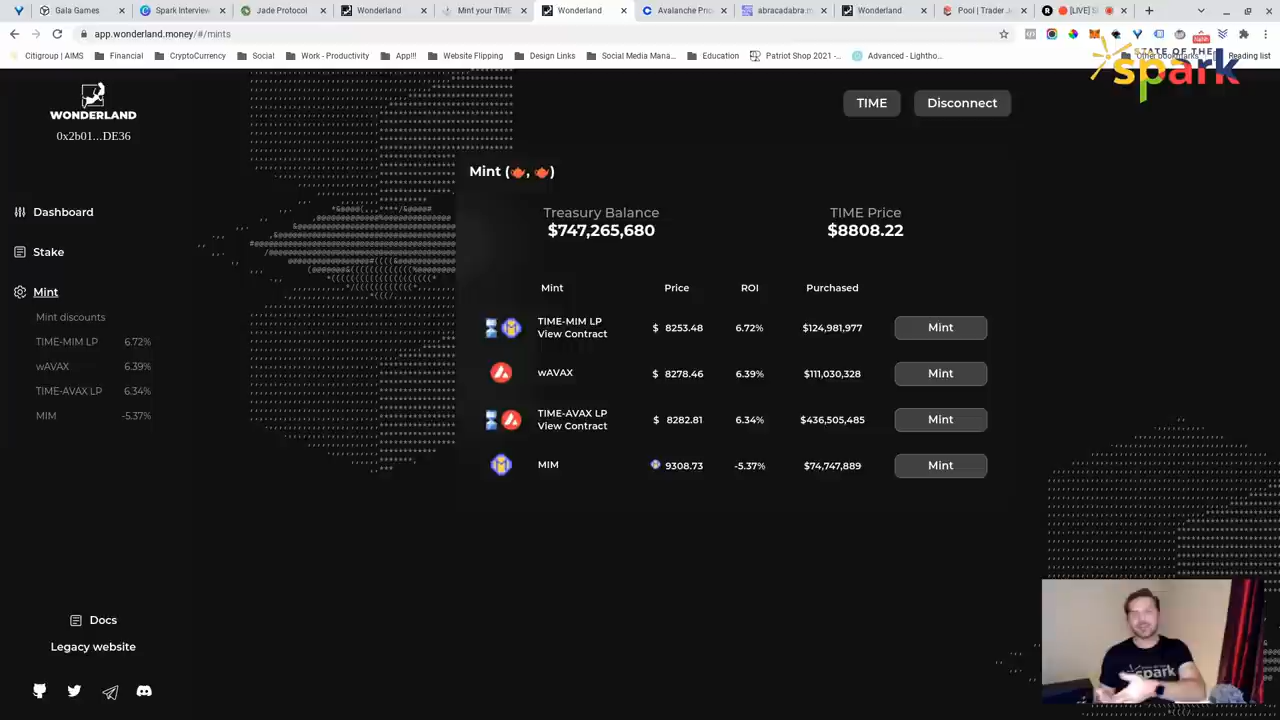 Gala Games
Spark Interview
Jade Protocol
Wonderland
Mint your TIME
Wonderland
Avalanche Pric
abracadabra.m
Wonderland
Pool | Trader J
[LIVE] S
app.wonderland.money/#/mints
Citigroup | AIMS
Financial
CryptoCurrency
Social
Work - Productivity
App!!!
Website Flipping
Design Links
Social Media Mana...
Education
Patriot Shop 2021 -...
Advanced - Lightho...
Other bookmarks
Reading list
STATE OF THE
spark
WONDERLAND
0x2b01...DE36
TIME
Disconnect
Dashboard
Stake
Mint
Mint discounts
TIME-MIM LP 6.72%
wAVAX 6.39%
TIME-AVAX LP 6.34%
MIM -5.37%
Docs
Legacy website
Mint (🫖, 🫖)
Treasury Balance
$747,265,680
TIME Price
$8808.22
Mint Price ROI Purchased
TIME-MIM LP
View Contract
$ 8253.48 6.72% $124,981,977 Mint
wAVAX $ 8278.46 6.39% $111,030,328 Mint
TIME-AVAX LP
View Contract
$ 8282.81 6.34% $436,505,485 Mint
MIM 9308.73 -5.37% $74,747,889 Mint
spark